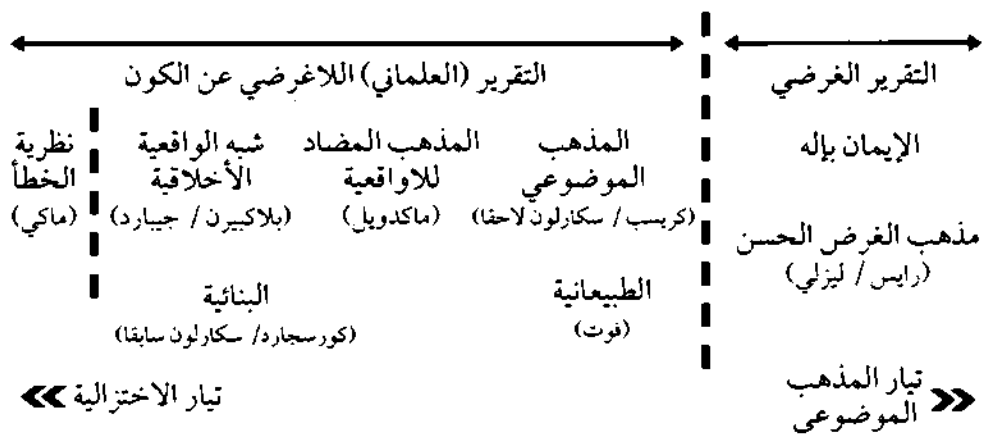 التقرير الغرضي
التقرير (العلماني) اللاغرضي عن الكون
الإيمان بإله
مذهب الغرض الحسن
(رايس / ليزلي)
المذهب
الموضوعي
(كريسب / سكارلون لاحقا)
المذهب المضاد
للاواقعية
(ماكدويل)
شبه الواقعية
الأخلاقية
(بلاكبيرن / جيبارد)
نظرية
الخطأ
(ماكي)
الطبيعانية
(فوت)
البنائية
(كورسجارد/ سكارلون سابقا)
تيار المذهب
الموضوعي
تيار الاختزالية